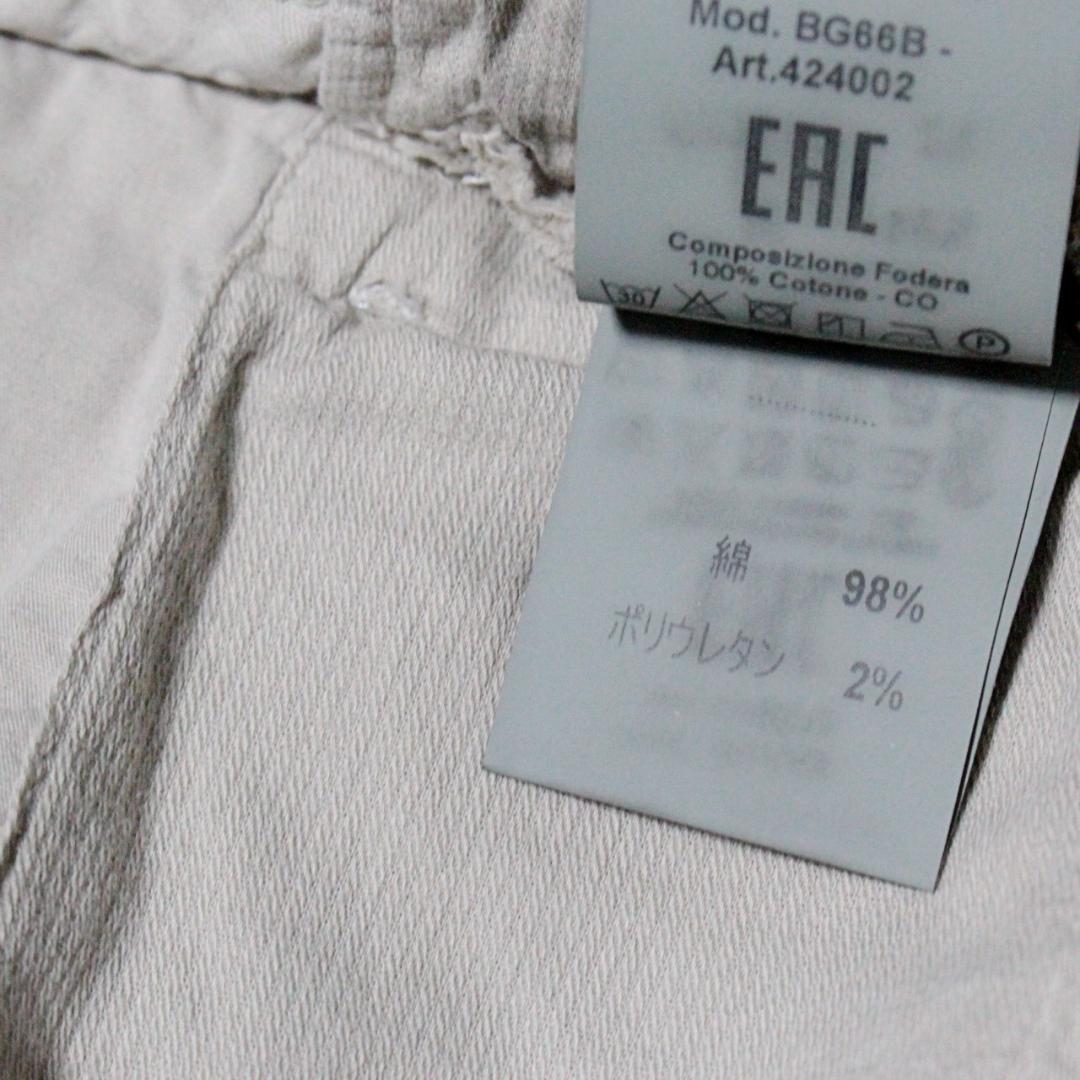 Mod. BG66B -
Art.424002
EAC
Composizione Fodera
100% Cotone - CO
30 P
綿 98%
ポリウレタン 2%